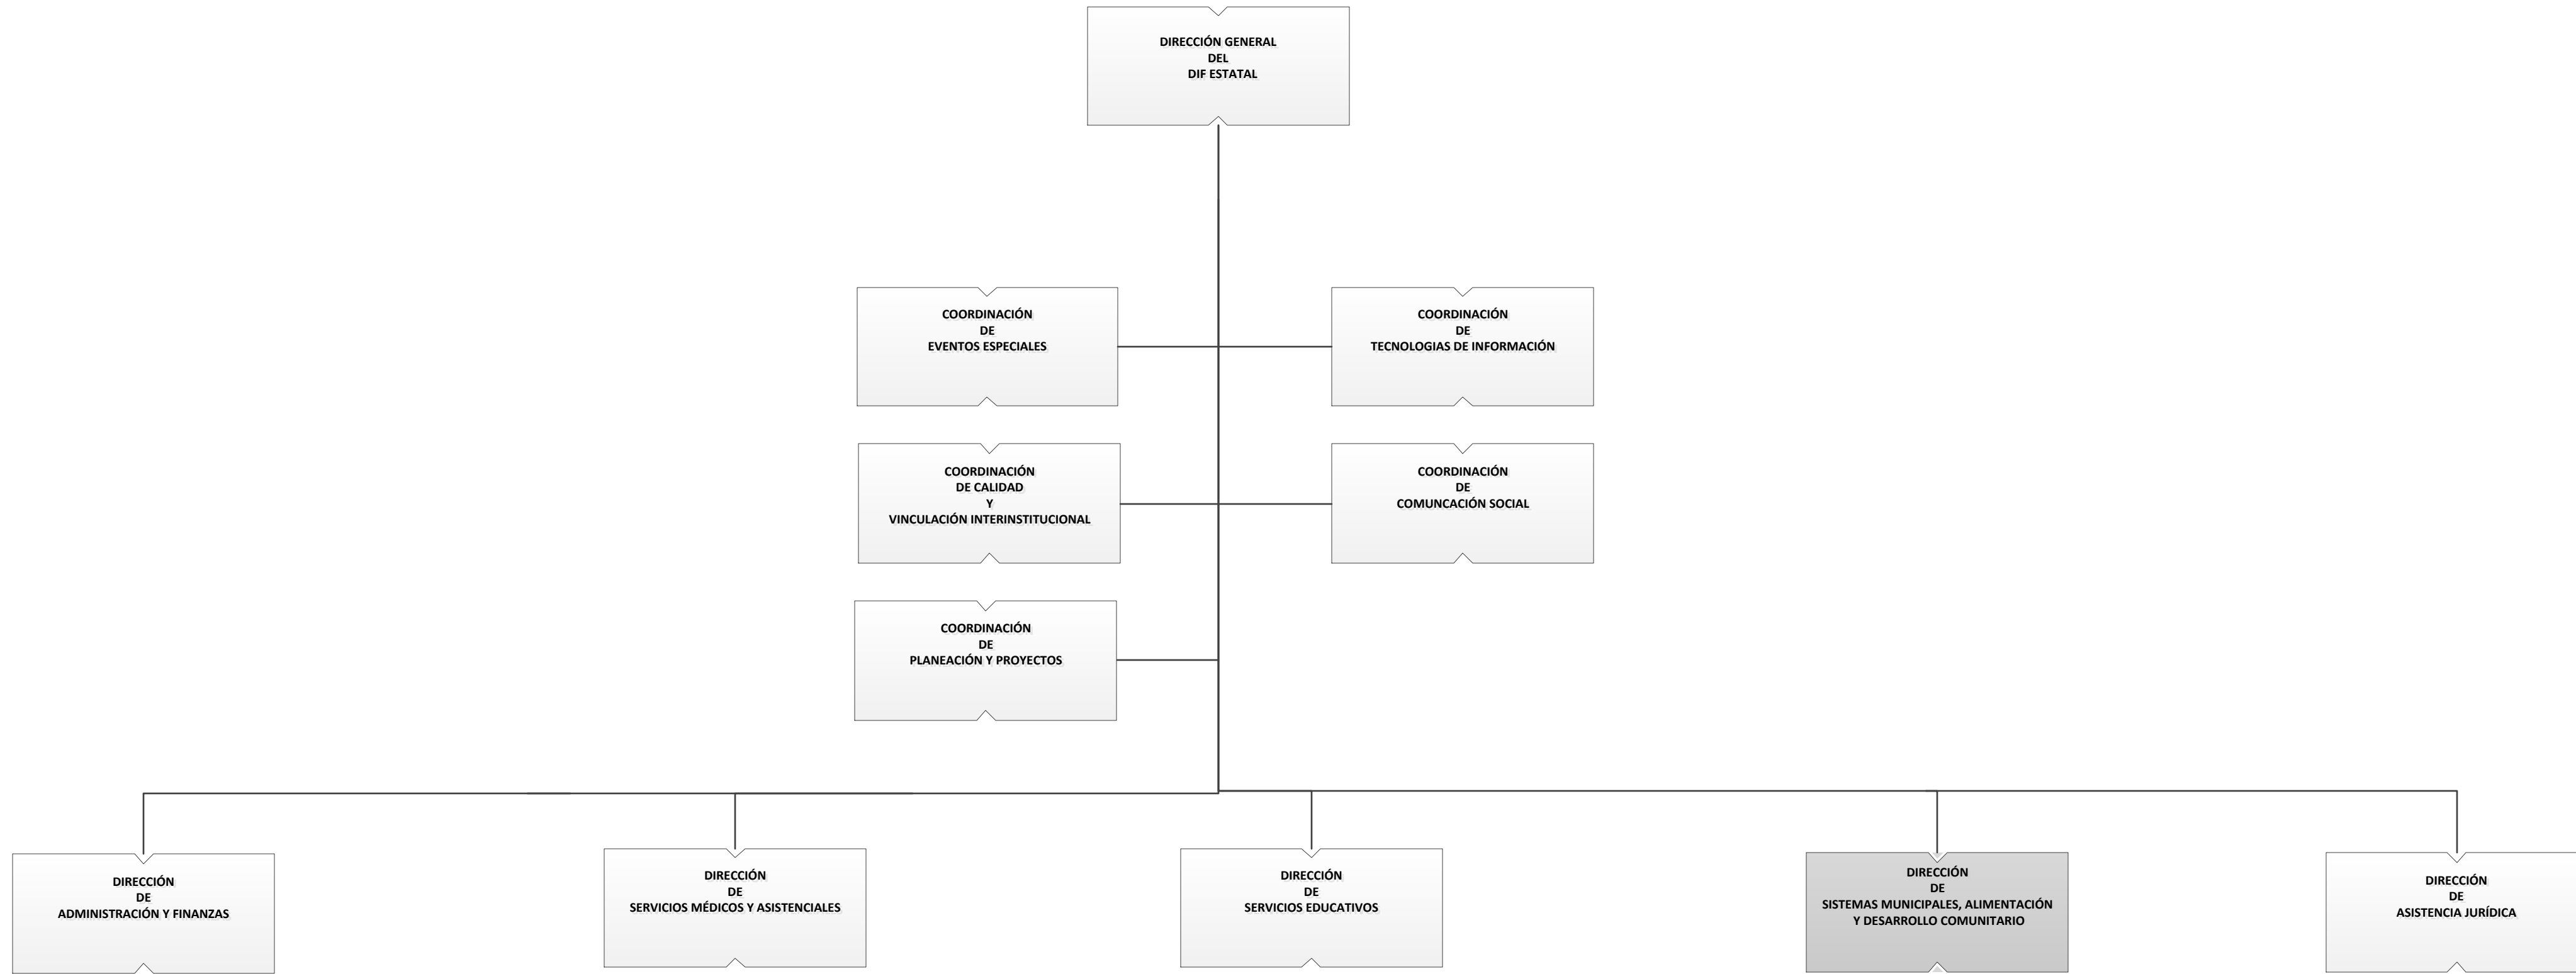 DIRECCIÓN GENERAL
DEL
DIF ESTATAL
COORDINACIÓN
DE
EVENTOS ESPECIALES
COORDINACIÓN
DE
TECNOLOGIAS DE INFORMACIÓN
COORDINACIÓN
DE CALIDAD
Y
VINCULACIÓN INTERINSTITUCIONAL
COORDINACIÓN
DE
COMUNCACIÓN SOCIAL
COORDINACIÓN
DE
PLANEACIÓN Y PROYECTOS
DIRECCIÓN
DE
ADMINISTRACIÓN Y FINANZAS
DIRECCIÓN
DE
SERVICIOS MÉDICOS Y ASISTENCIALES
DIRECCIÓN
DE
SERVICIOS EDUCATIVOS
DIRECCIÓN
DE
SISTEMAS MUNICIPALES, ALIMENTACIÓN
Y DESARROLLO COMUNITARIO
DIRECCIÓN
DE
ASISTENCIA JURÍDICA